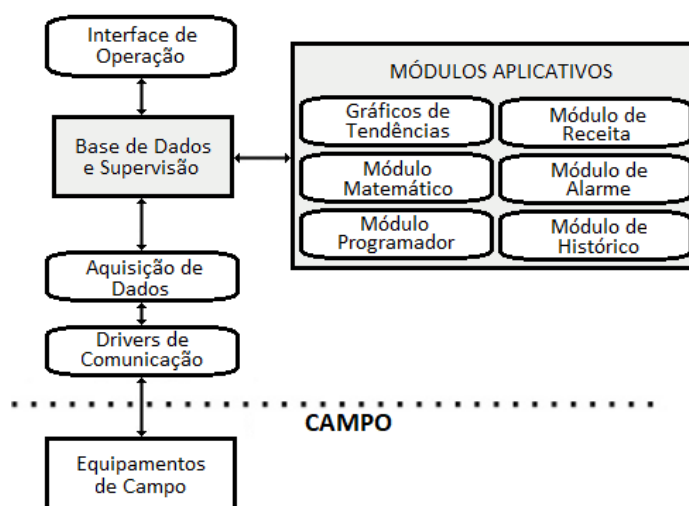 Interface de
Operação
MÓDULOS APLICATIVOS
Gráficos de
Tendências
Módulo de
Receita
Base de Dados
e Supervisão
Módulo
Matemático
Módulo de
Alarme
Módulo
Programador
Módulo de
Histórico
Aquisição de
Dados
Drivers de
Comunicação
CAMPO
Equipamentos
de Campo